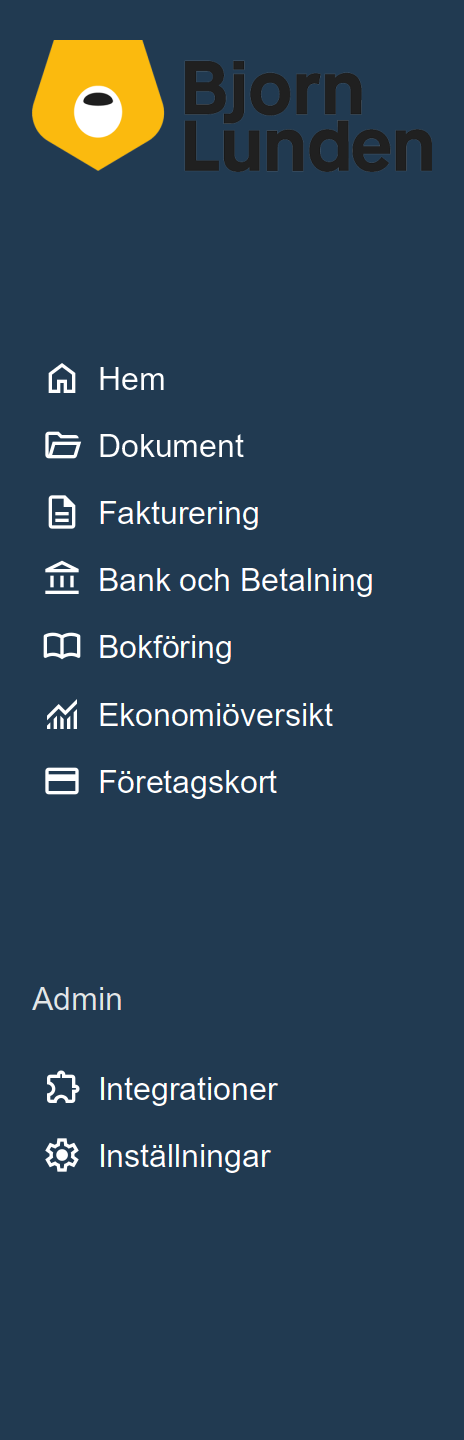 Bjorn
Lunden
Hem
Dokument
Fakturering
Bank och Betalning
Bokföring
Ekonomiöversikt
Företagskort
Admin
Integrationer
Inställningar